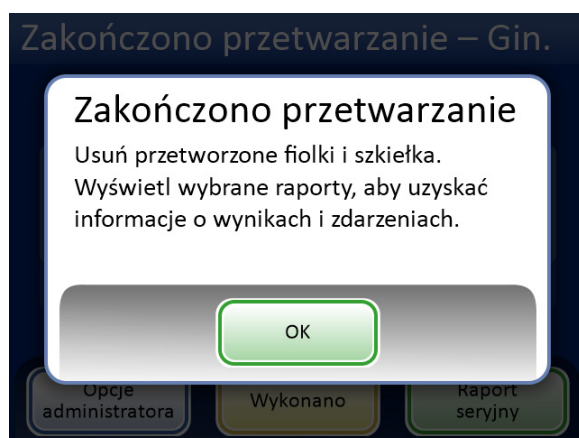 Zakończono przetwarzanie – Gin.
Zakończono przetwarzanie
Usuń przetworzone fiolki i szkiełka.
Wyświetl wybrane raporty, aby uzyskać
informacje o wynikach i zdarzeniach.
OK
Opcje
administratora
Wykonano
Raport
seryjny